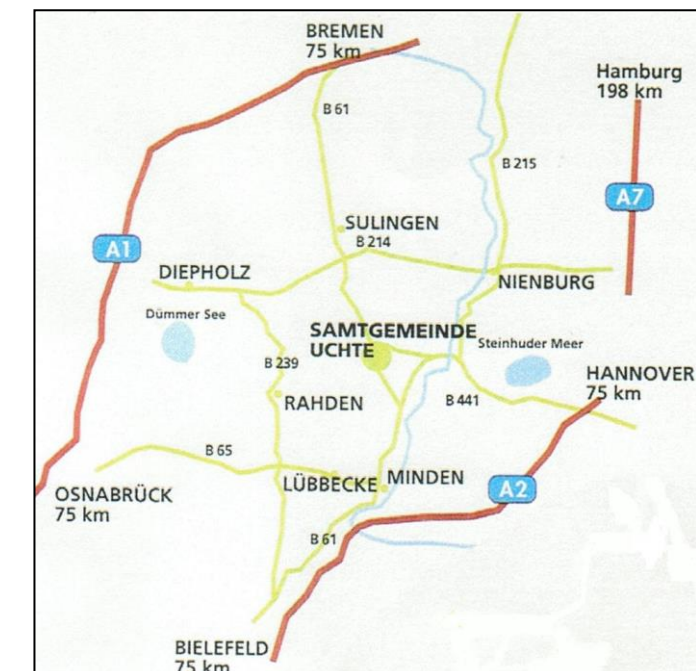 BREMEN
75 km
Hamburg
198 km
B 61
B 215
A7
SULINGEN
B 214
A1
DIEPHOLZ
NIENBURG
Dümmer See
SAMTGEMEINDE
UCHTE
Steinhuder Meer
B 239
HANNOVER
75 km
RAHDEN
B 441
B 65
LÜBBECKE
MINDEN
A2
OSNABRÜCK
75 km
B 61
BIELEFELD
75 km